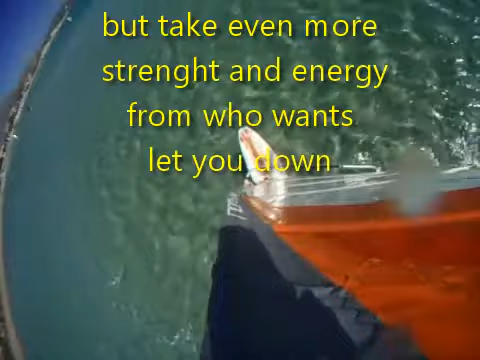 but take even more
strenght and energy
from who wants
let you down